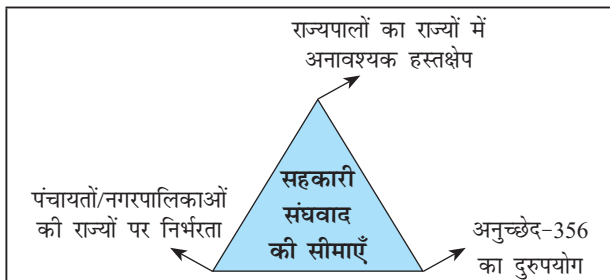 राज्यपालों का राज्यों में
अनावश्यक हस्तक्षेप
सहकारी
संघवाद
की सीमाएँ
पंचायतों/नगरपालिकाओं
की राज्यों पर निर्भरता
अनुच्छेद-356
का दुरुपयोग